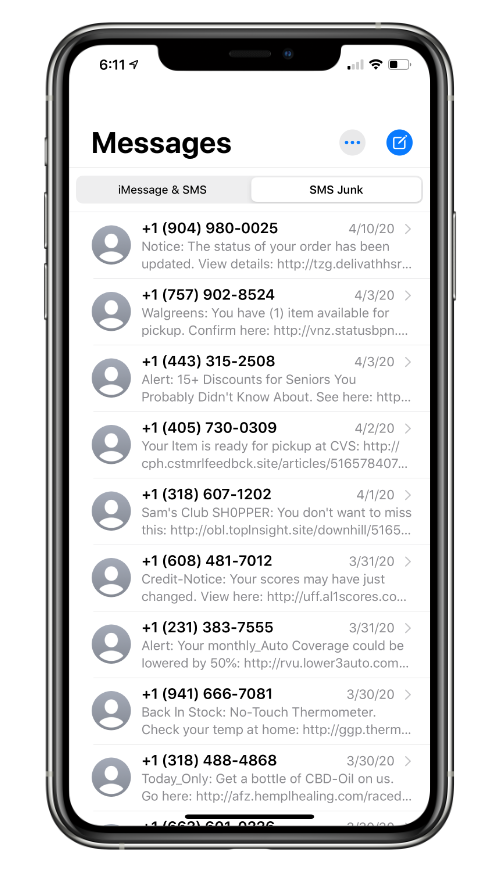 6:11
Messages
iMessage & SMS
SMS Junk
+1 (904) 980-0025 4/10/20
Notice: The status of your order has been
updated. View details: http://tzg.delivathhsr...
+1 (757) 902-8524 4/3/20
Walgreens: You have (1) item available for
pickup. Confirm here: http://vnz.statusbpn....
+1 (443) 315-2508 4/3/20
Alert: 15+ Discounts for Seniors You
Probably Didn't Know About. See here: http...
+1 (405) 730-0309 4/2/20
Your Item is ready for pickup at CVS: http://
cph.cstmrlfeedbck.site/articles/516578407...
+1 (318) 607-1202 4/1/20
Sam's Club SH0PPER: You don't want to miss
this: http://obl.topInsight.site/downhill/5165...
+1 (608) 481-7012 3/31/20
Credit-Notice: Your scores may have just
changed. View here: http://uff.al1scores.co...
+1 (231) 383-7555 3/31/20
Alert: Your monthly_Auto Coverage could be
lowered by 50%: http://rvu.lower3auto.com...
+1 (941) 666-7081 3/30/20
Back In Stock: No-Touch Thermometer.
Check your temp at home: http://ggp.therm...
+1 (318) 488-4868 3/30/20
Today_Only: Get a bottle of CBD-Oil on us.
Go here: http://afz.hemplhealing.com/raced...